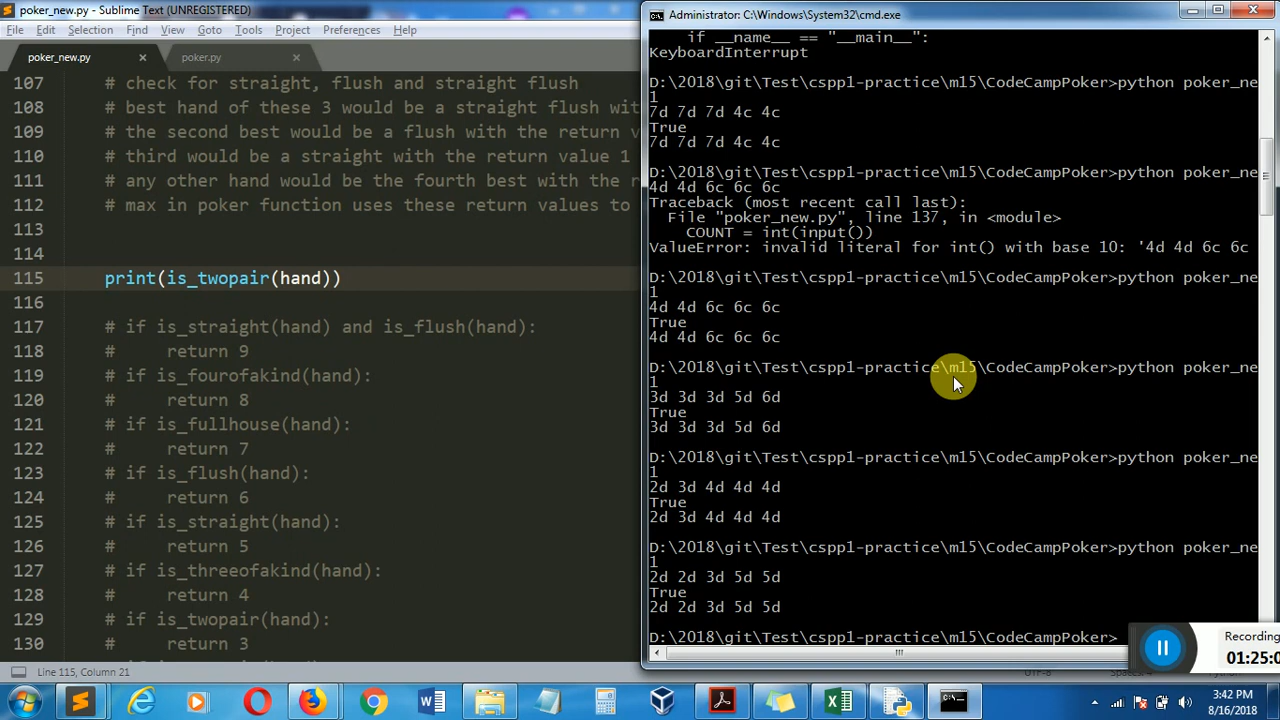 poker_new.py - Sublime Text (UNREGISTERED)
File Edit Selection Find View Goto Tools Project Preferences Help
poker_new.py
poker.py
107 # check for straight, flush and straight flush
108 # best hand of these 3 would be a straight flush wit
109 # the second best would be a flush with the return v
110 # third would be a straight with the return value 1
111 # any other hand would be the fourth best with the r
112 # max in poker function uses these return values to
113
114
115 print(is_twopair(hand))
116
117 # if is_straight(hand) and is_flush(hand):
118 #     return 9
119 # if is_fourofakind(hand):
120 #     return 8
121 # if is_fullhouse(hand):
122 #     return 7
123 # if is_flush(hand):
124 #     return 6
125 # if is_straight(hand):
126 #     return 5
127 # if is_threeofakind(hand):
128 #     return 4
129 # if is_twopair(hand):
130 #     return 3
Line 115, Column 21
Administrator: C:\Windows\System32\cmd.exe
if __name__ == "__main__":
KeyboardInterrupt
D:\2018\git\Test\cspp1-practice\m15\CodeCampPoker>python poker_ne
1
7d 7d 7d 4c 4c
True
7d 7d 7d 4c 4c
D:\2018\git\Test\cspp1-practice\m15\CodeCampPoker>python poker_ne
4d 4d 6c 6c 6c
Traceback (most recent call last):
File "poker_new.py", line 137, in <module>
COUNT = int(input())
ValueError: invalid literal for int() with base 10: '4d 4d 6c 6c
D:\2018\git\Test\cspp1-practice\m15\CodeCampPoker>python poker_ne
1
4d 4d 6c 6c 6c
True
4d 4d 6c 6c 6c
D:\2018\git\Test\cspp1-practice\m15\CodeCampPoker>python poker_ne
1
3d 3d 3d 5d 6d
True
3d 3d 3d 5d 6d
D:\2018\git\Test\cspp1-practice\m15\CodeCampPoker>python poker_ne
1
2d 3d 4d 4d 4d
True
2d 3d 4d 4d 4d
D:\2018\git\Test\cspp1-practice\m15\CodeCampPoker>python poker_ne
1
2d 2d 3d 5d 5d
True
2d 2d 3d 5d 5d
D:\2018\git\Test\cspp1-practice\m15\CodeCampPoker>
Recording
01:25:0
3:42 PM
8/16/2018